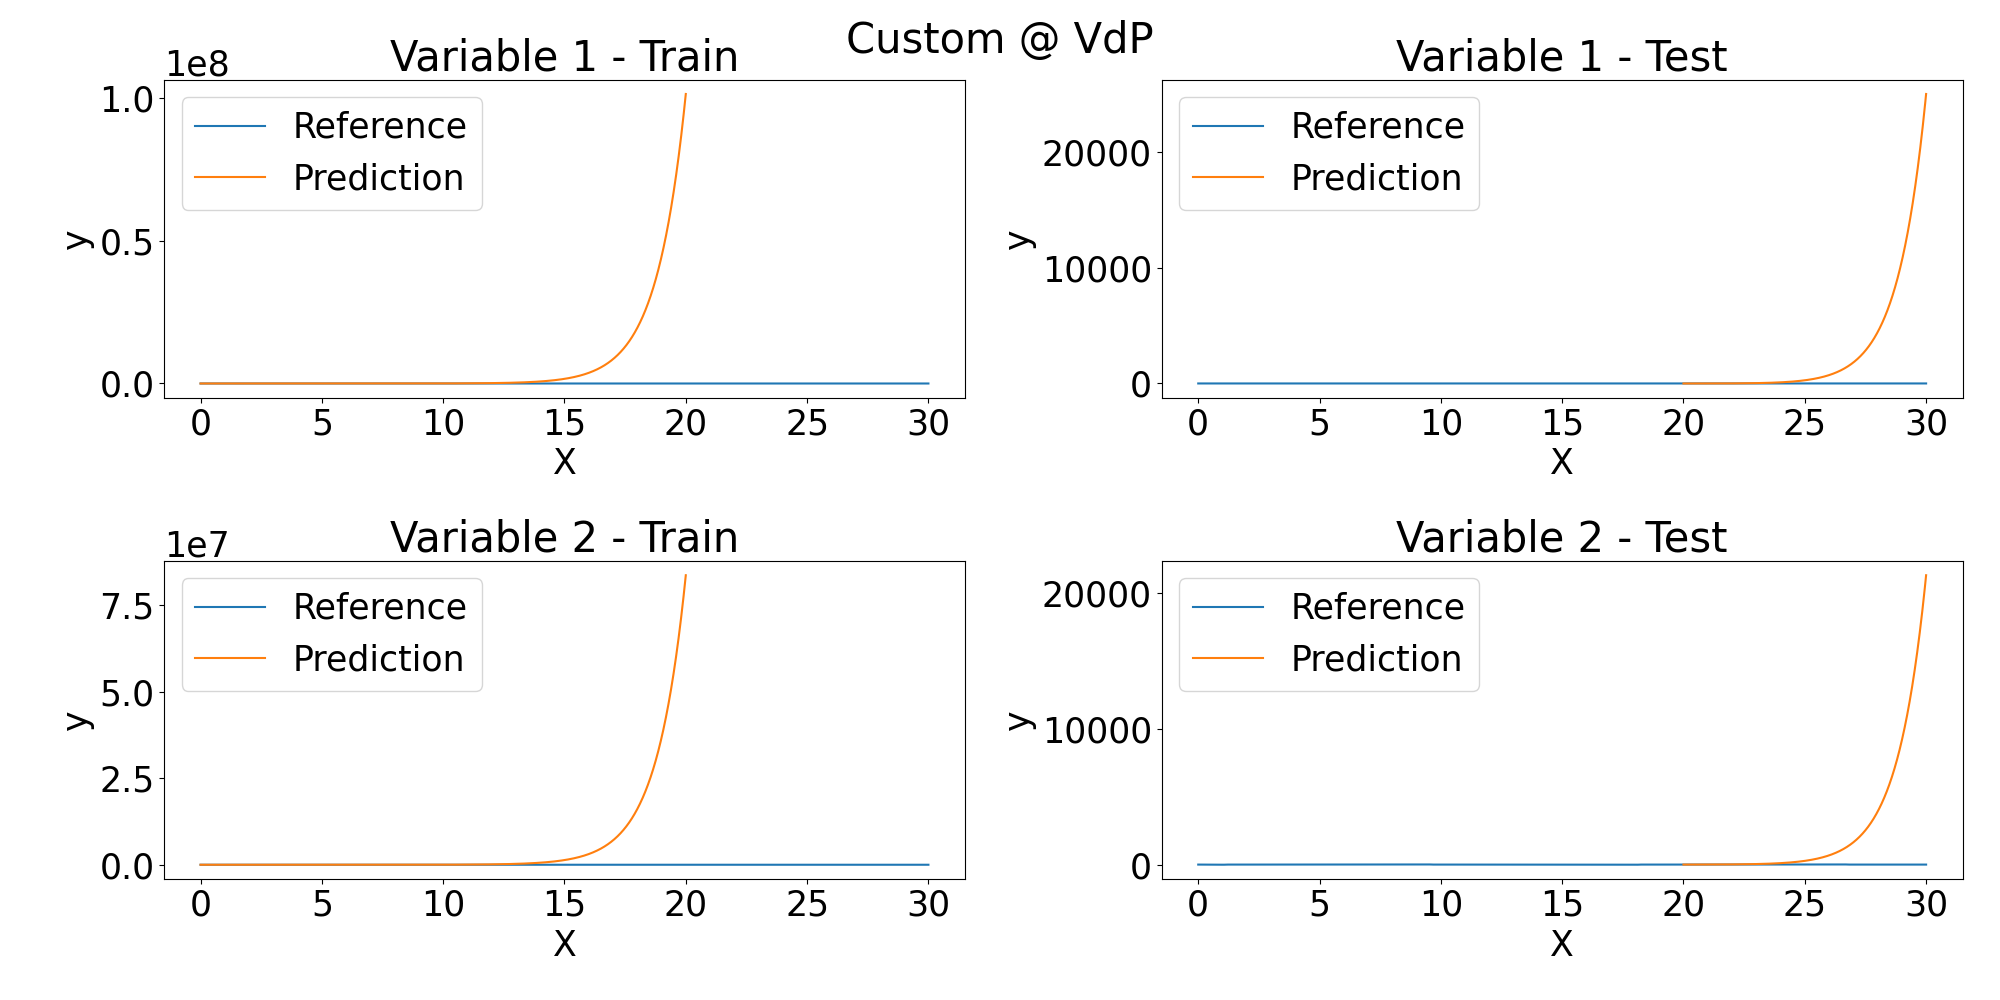 Custom @ VdP
Variable 1 - Train
1e8
1.0
0.5
0.0
y
Reference
Prediction
0 5 10 15 20 25 30
X
Variable 1 - Test
20000
10000
0
y
Reference
Prediction
0 5 10 15 20 25 30
X
Variable 2 - Train
1e7
7.5
5.0
2.5
0.0
y
Reference
Prediction
0 5 10 15 20 25 30
X
Variable 2 - Test
20000
10000
0
y
Reference
Prediction
0 5 10 15 20 25 30
X